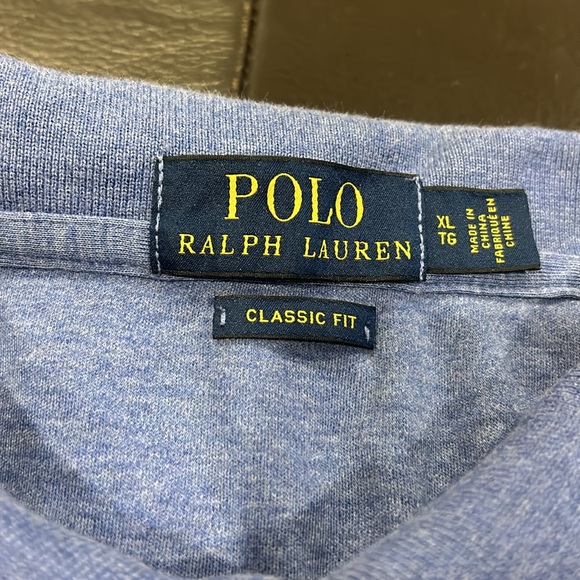 POLO
RALPH LAUREN
XL
TG
MADE IN
CHINA
FABRIQUÉ EN
CHINE
CLASSIC FIT